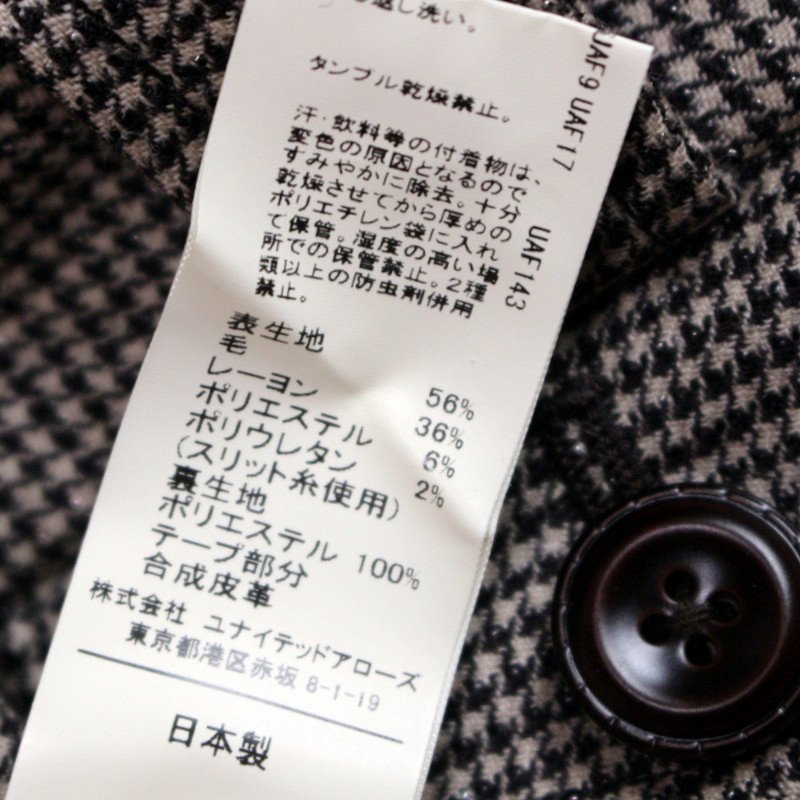 返し洗い。
タンブル乾燥禁止。
汗・飲料等の付着物は、
変色の原因となるので
すみやかに除去。十分
乾燥させてから厚めの
ポリエチレン袋に入れ
て保管。湿度の高い場
所での保管禁止。2種
類以上の防虫剤併用
禁止。
UAF9 UAF17
UAF143
表生地
毛 56%
レーヨン 36%
ポリエステル 6%
ポリウレタン 2%
(スリット糸使用)
裏生地
ポリエステル 100%
テープ部分
合成皮革
株式会社 ユナイテッドアローズ
東京都港区赤坂 8-1-19
日本製